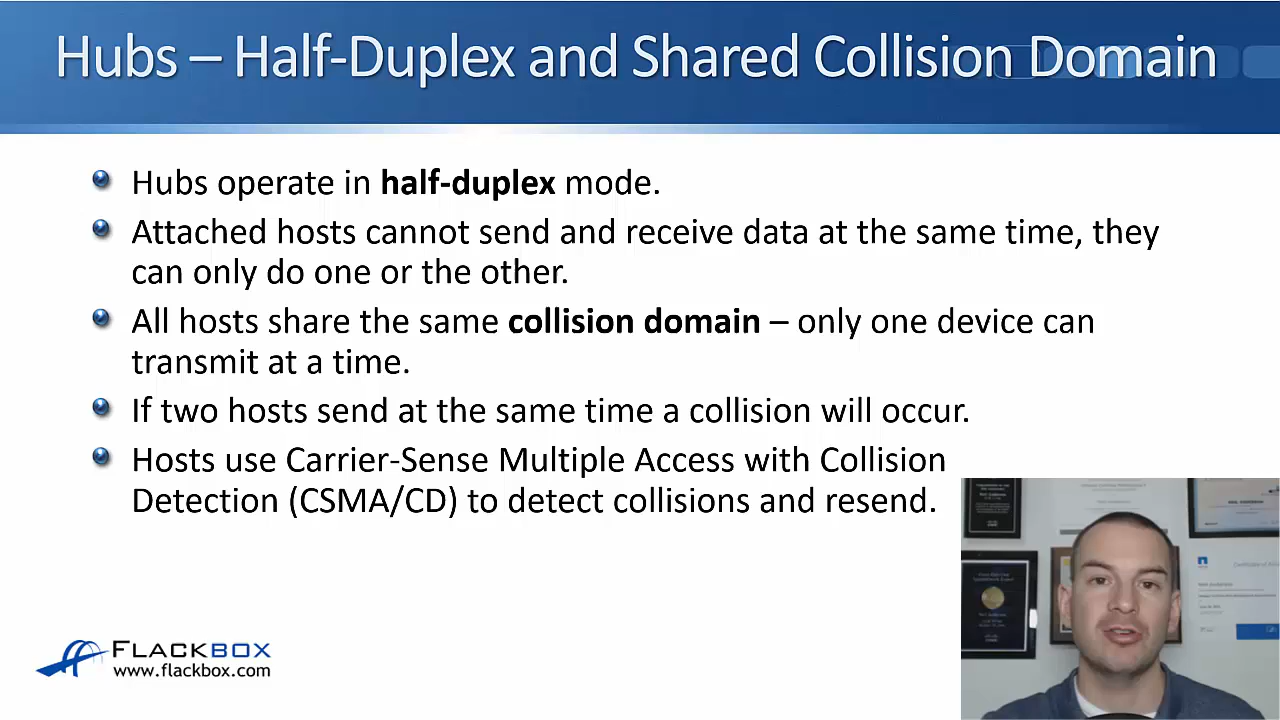 Hubs – Half-Duplex and Shared Collision Domain
Hubs operate in half-duplex mode.
Attached hosts cannot send and receive data at the same time, they
can only do one or the other.
All hosts share the same collision domain – only one device can
transmit at a time.
If two hosts send at the same time a collision will occur.
Hosts use Carrier-Sense Multiple Access with Collision
Detection (CSMA/CD) to detect collisions and resend.
FLACKBOX
www.flackbox.com